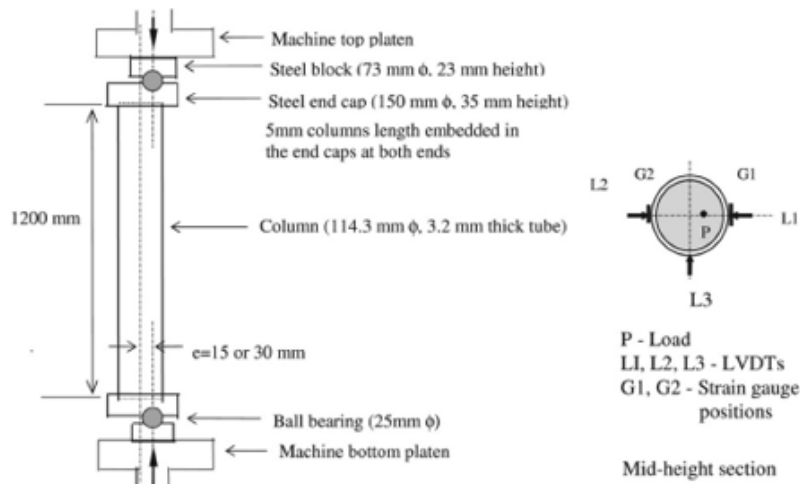 Machine top platen
Steel block (73 mm ϕ, 23 mm height)
Steel end cap (150 mm ϕ, 35 mm height)
5mm columns length embedded in
the end caps at both ends
1200 mm
Column (114.3 mm ϕ, 3.2 mm thick tube)
e=15 or 30 mm
Ball bearing (25mm ϕ)
Machine bottom platen
G2
G1
L2
L1
P
L3
P - Load
LI, L2, L3 - LVDTs
G1, G2 - Strain gauge
positions
Mid-height section